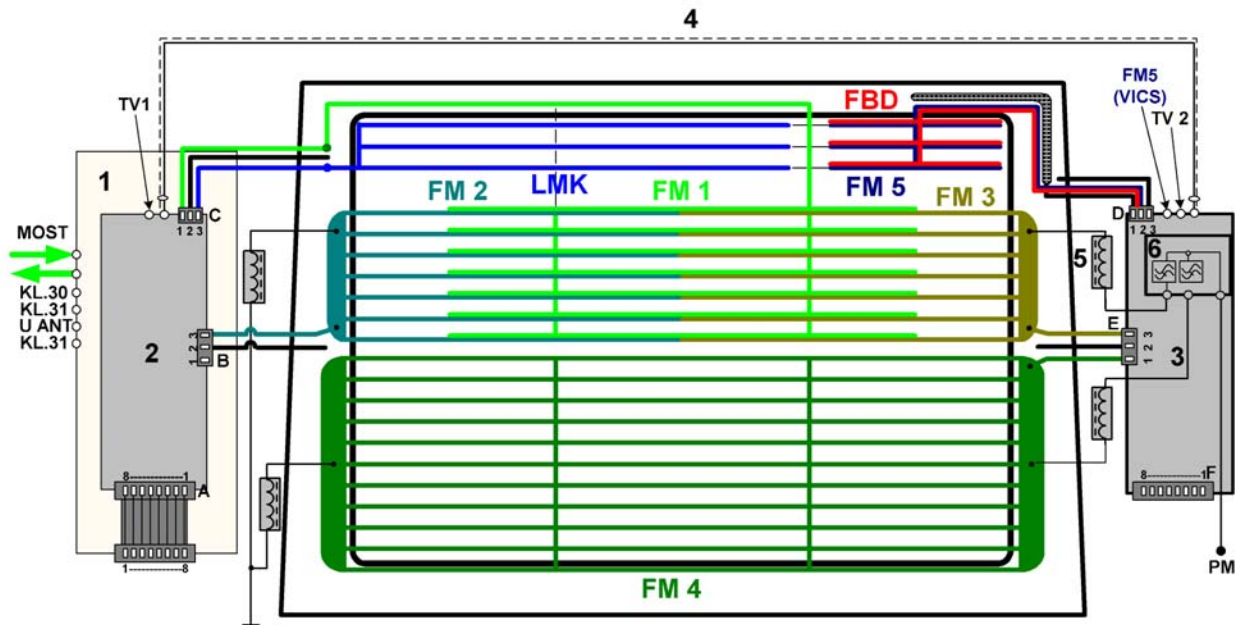 4
TV1
FM5
(VICS)
TV 2
FBD
1
C
1 2 3
FM 2
LMK
FM 1
FM 5
FM 3
D
1 2 3
MOST
KL.30
KL.31
U ANT
KL.31
5
6
2
3
2
1
B
E
3
2
1
3
8-------------1
A
8-------------1
F
1--------------8
FM 4
PM